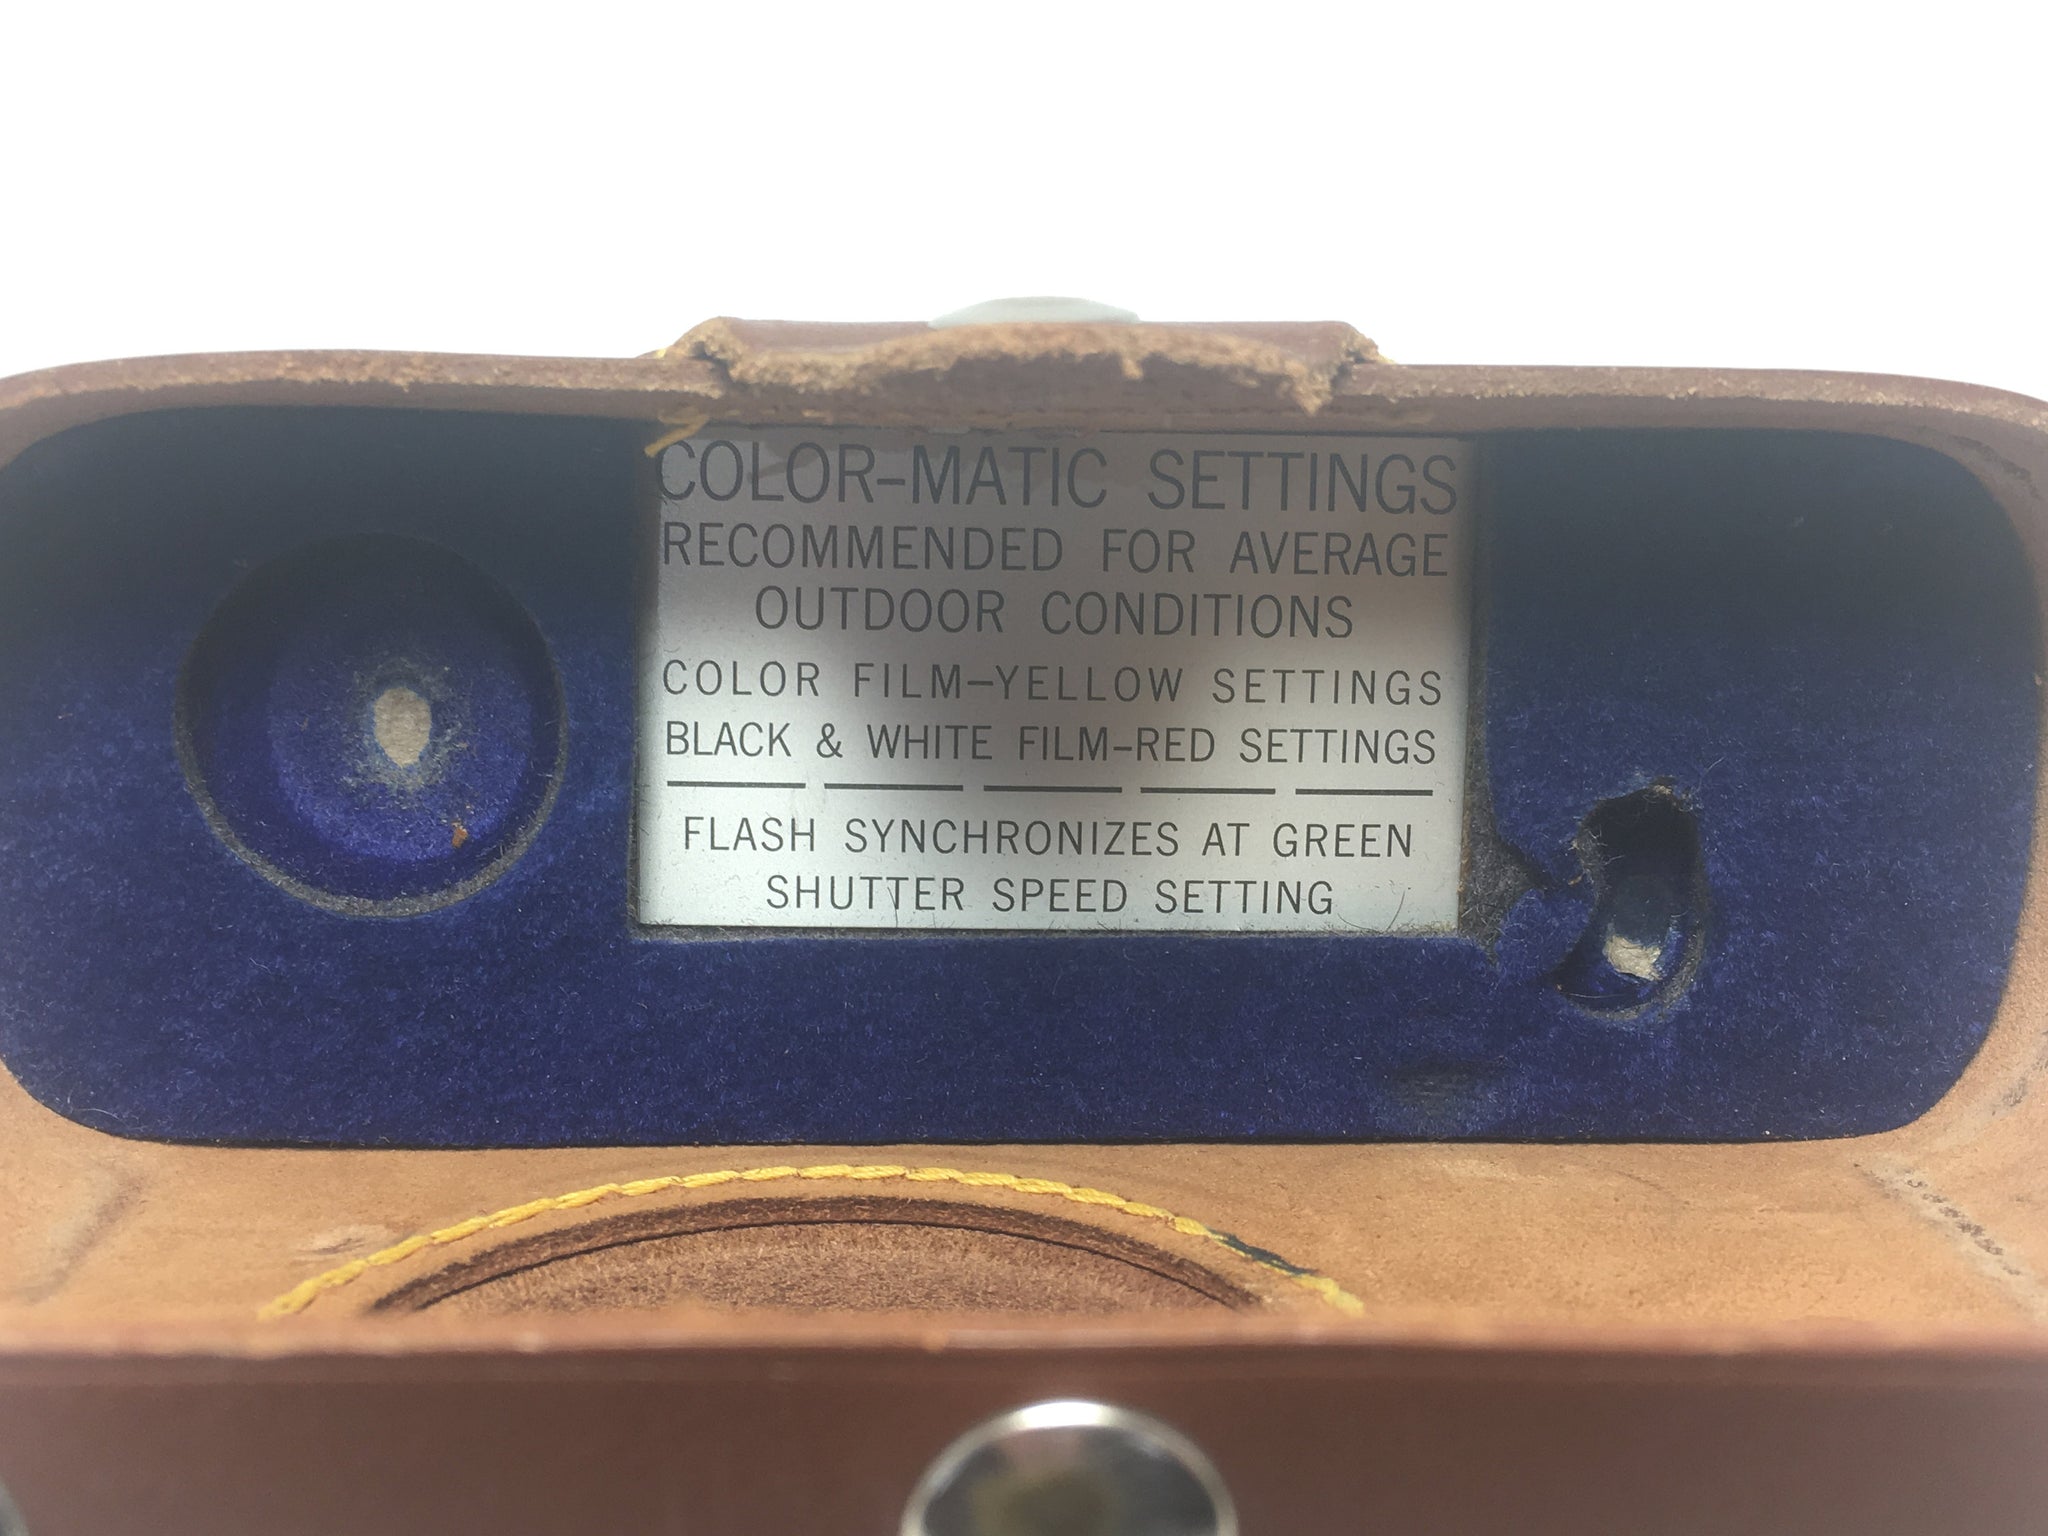 COLOR-MATIC SETTINGS
RECOMMENDED FOR AVERAGE
OUTDOOR CONDITIONS
COLOR FILM-YELLOW SETTINGS
BLACK & WHITE FILM-RED SETTINGS
FLASH SYNCHRONIZES AT GREEN
SHUTTER SPEED SETTING